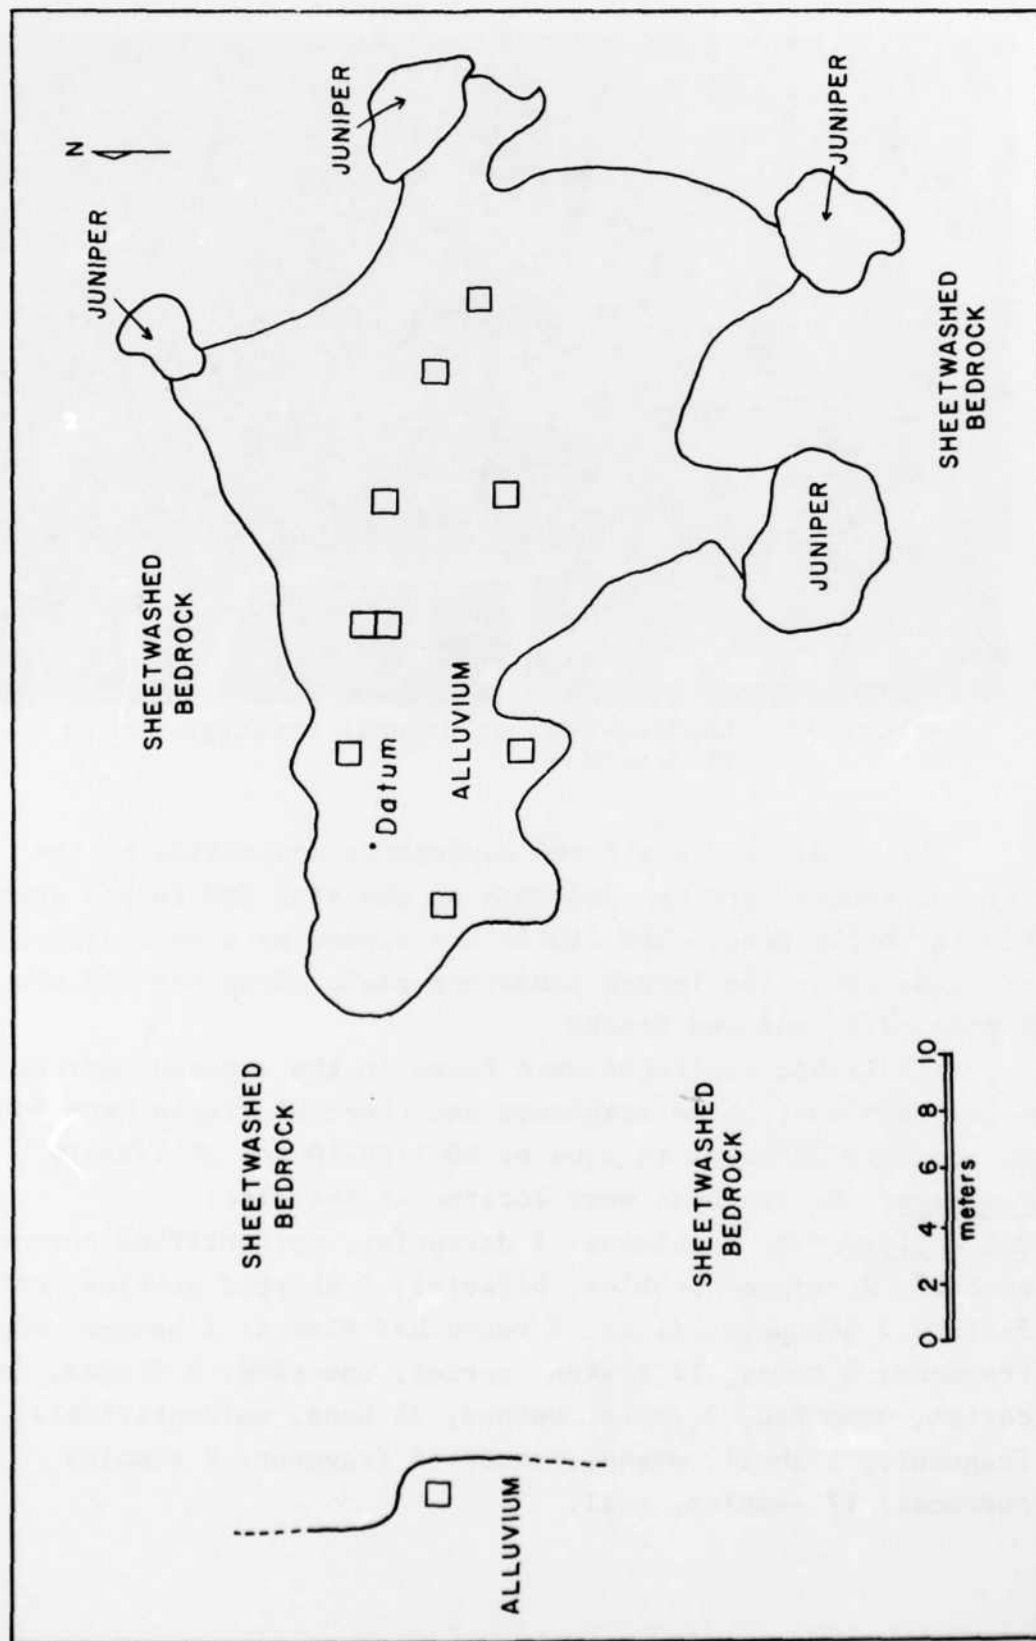 JUNIPER
N
SHEETWASHED
BEDROCK
SHEETWASHED
BEDROCK
JUNIPER
Datum
ALLUVIUM
ALLUVIUM
SHEETWASHED
BEDROCK
JUNIPER
JUNIPER
0 2 4 6 8 10
meters
SHEETWASHED
BEDROCK